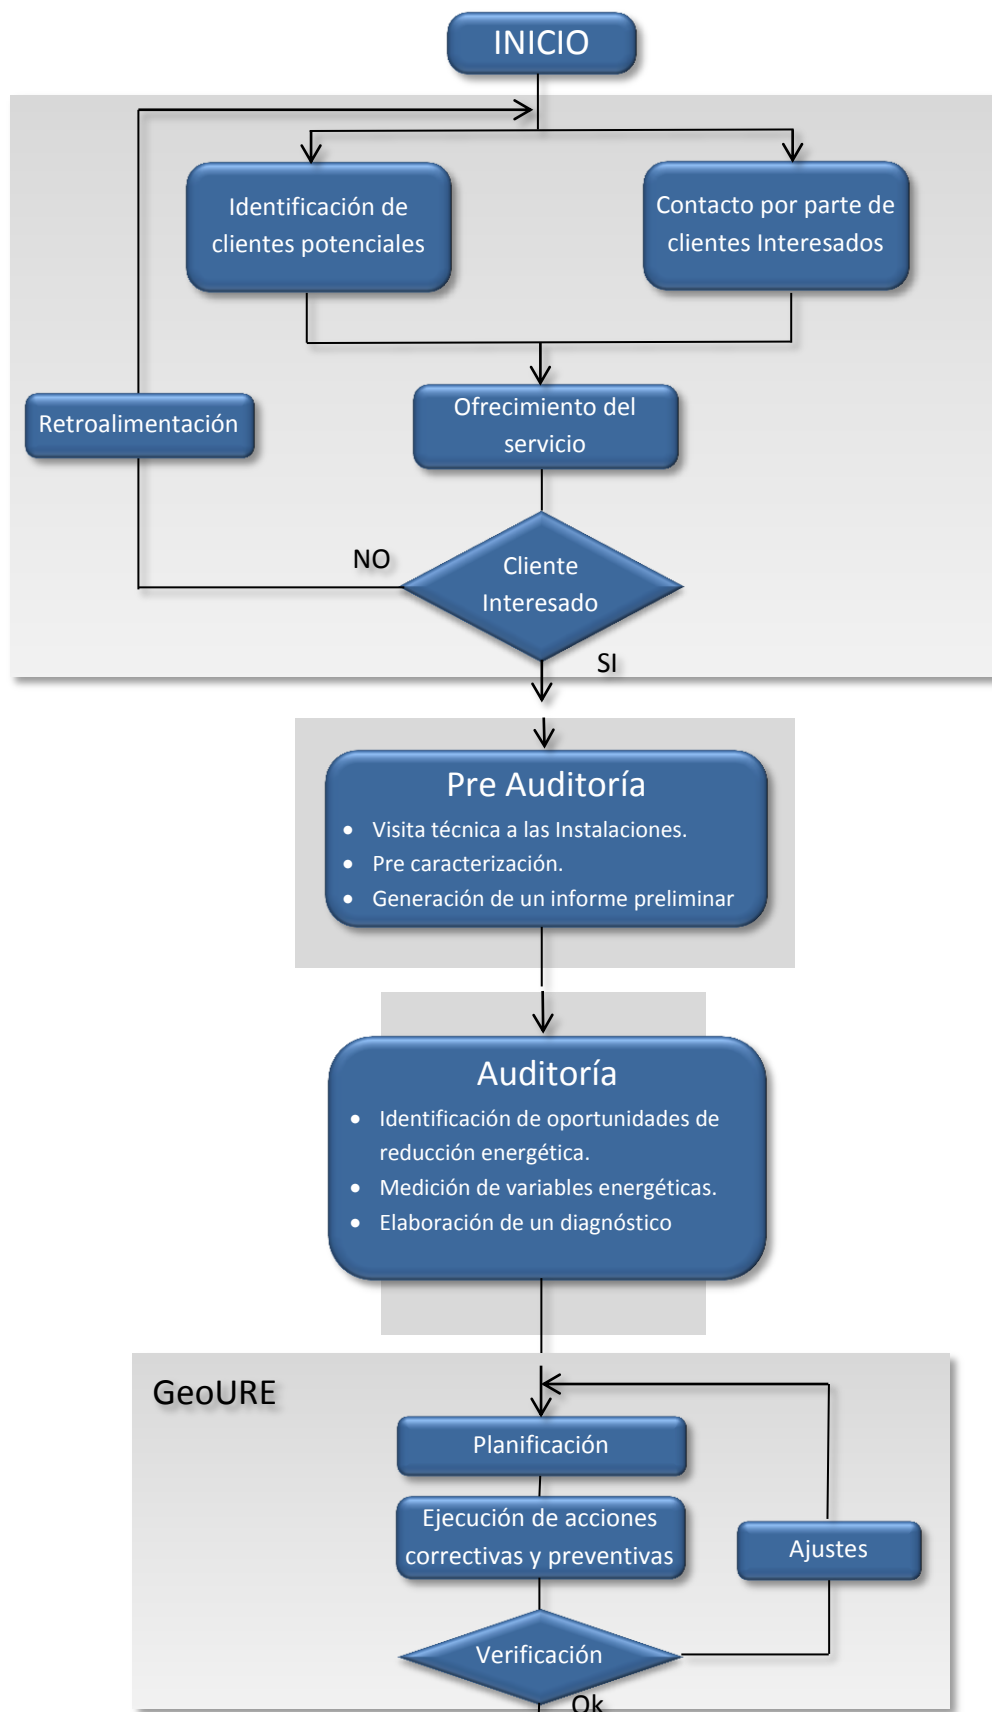 INICIO
Identificación de
clientes potenciales
Contacto por parte de
clientes Interesados
Retroalimentación
Ofrecimiento del
servicio
NO
Cliente
Interesado
SI
Pre Auditoría
• Visita técnica a las Instalaciones.
• Pre caracterización.
• Generación de un informe preliminar
Auditoría
• Identificación de oportunidades de
reducción energética.
• Medición de variables energéticas.
• Elaboración de un diagnóstico
GeoURE
Planificación
Ejecución de acciones
correctivas y preventivas
Ajustes
Verificación
Ok